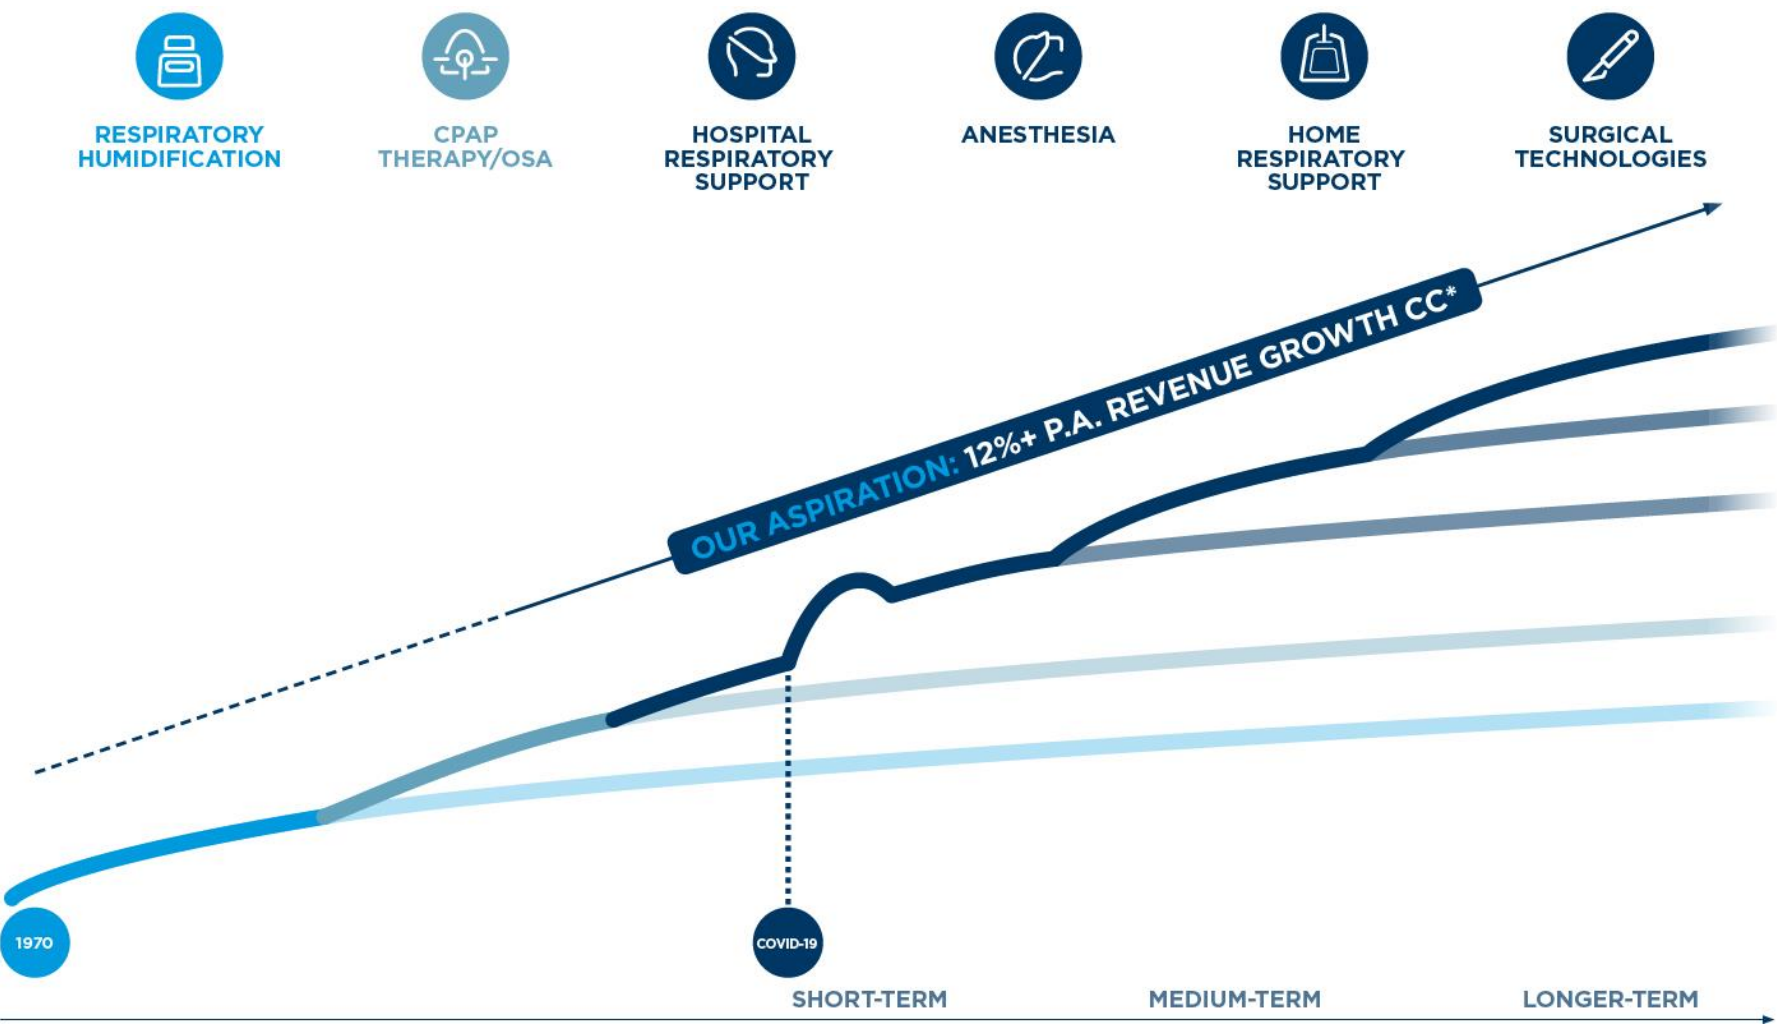 RESPIRATORY
HUMIDIFICATION
CPAP
THERAPY/OSA
HOSPITAL
RESPIRATORY
SUPPORT
ANESTHESIA
HOME
RESPIRATORY
SUPPORT
SURGICAL
TECHNOLOGIES
OUR ASPIRATION: 12%+ P.A. REVENUE GROWTH CC*
1970
COVID-19
SHORT-TERM
MEDIUM-TERM
LONGER-TERM